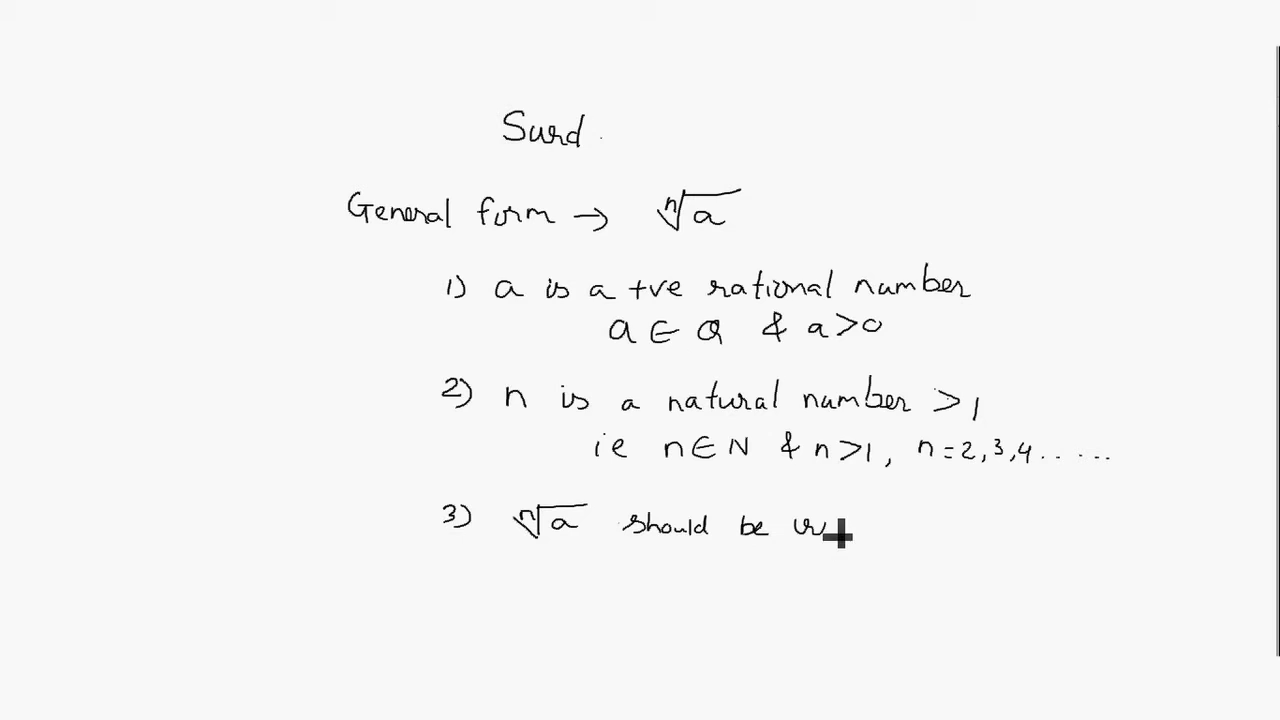 Surd
General form → ⁿ√a
1) a is a +ve rational number
a ∈ Q & a > 0
2) n is a natural number > 1
ie n ∈ N & n > 1, n = 2, 3, 4 . . . . .
3) ⁿ√a should be